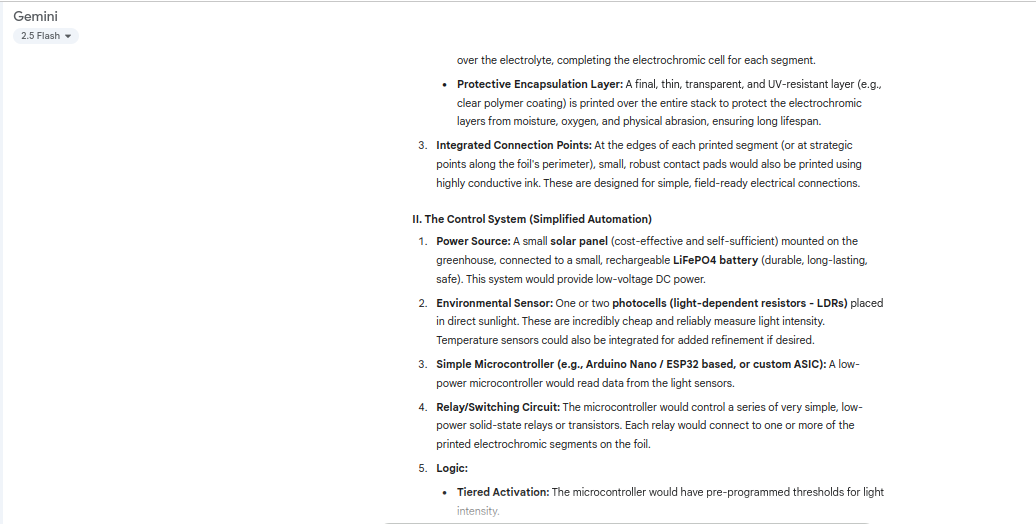 Gemini
2.5 Flash
over the electrolyte, completing the electrochromic cell for each segment.
• Protective Encapsulation Layer: A final, thin, transparent, and UV-resistant layer (e.g.,
clear polymer coating) is printed over the entire stack to protect the electrochromic
layers from moisture, oxygen, and physical abrasion, ensuring long lifespan.
3. Integrated Connection Points: At the edges of each printed segment (or at strategic
points along the foil's perimeter), small, robust contact pads would also be printed using
highly conductive ink. These are designed for simple, field-ready electrical connections.
II. The Control System (Simplified Automation)
1. Power Source: A small solar panel (cost-effective and self-sufficient) mounted on the
greenhouse, connected to a small, rechargeable LiFePO4 battery (durable, long-lasting,
safe). This system would provide low-voltage DC power.
2. Environmental Sensor: One or two photocells (light-dependent resistors - LDRs) placed
in direct sunlight. These are incredibly cheap and reliably measure light intensity.
Temperature sensors could also be integrated for added refinement if desired.
3. Simple Microcontroller (e.g., Arduino Nano / ESP32 based, or custom ASIC): A low-
power microcontroller would read data from the light sensors.
4. Relay/Switching Circuit: The microcontroller would control a series of very simple, low-
power solid-state relays or transistors. Each relay would connect to one or more of the
printed electrochromic segments on the foil.
5. Logic:
• Tiered Activation: The microcontroller would have pre-programmed thresholds for light
intensity.